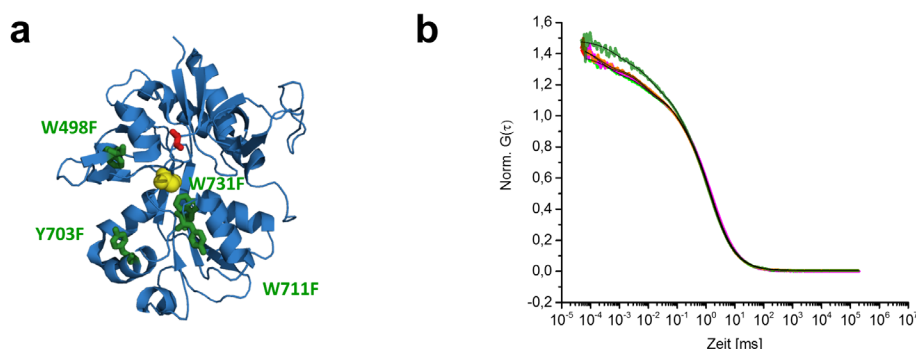 a
W498F
W731F
Y703F
W711F
b
1,6
1,4
1,2
1,0
0,8
0,6
0,4
0,2
0,0
-0,2
Norm. G(τ)
10⁻⁵ 10⁻⁴ 10⁻³ 10⁻² 10⁻¹ 10⁰ 10¹ 10² 10³ 10⁴ 10⁵ 10⁶ 10⁷
Zeit [ms]